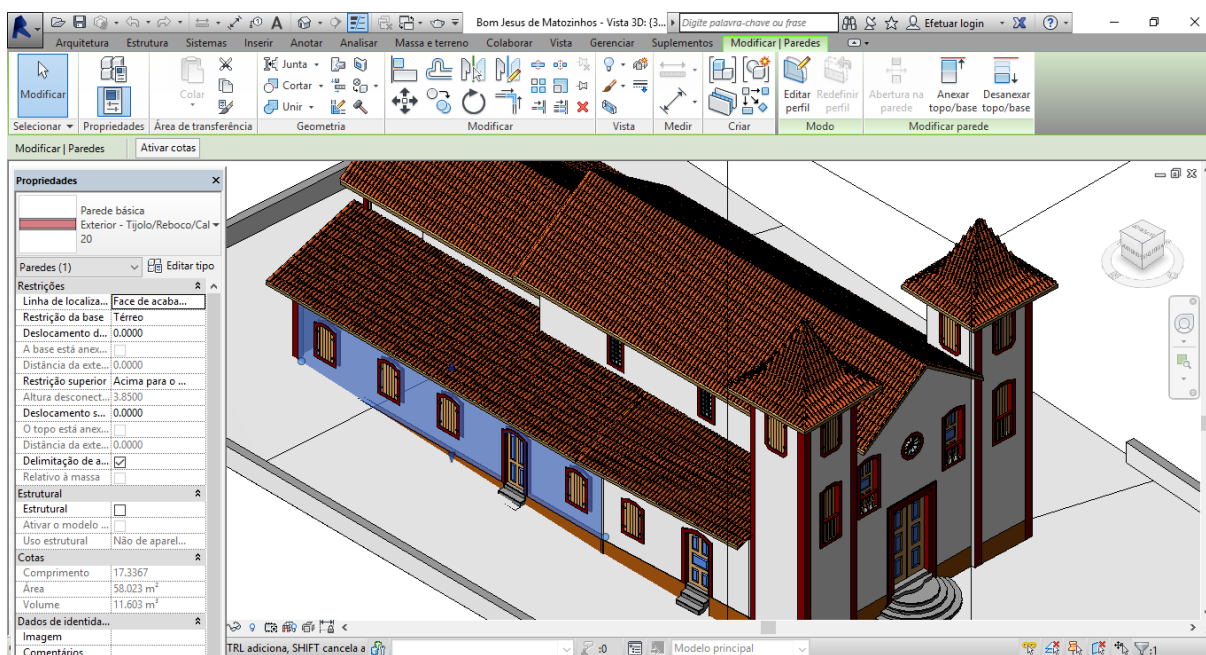 Bom Jesus de Matozinhos - Vista 3D: {3...
Digite palavra-chave ou frase
Efetuar login
Arquitetura Estrutura Sistemas Inserir Anotar Analisar Massa e terreno Colaborar Vista Gerenciar Suplementos Modificar | Paredes
Modificar
Colar
Junta
Cortar
Unir
Editar perfil
Redefinir perfil
Abertura na parede
Anexar topo/base
Desanexar topo/base
Selecionar Propriedades Área de transferência Geometria Modificar Vista Medir Criar Modo Modificar parede
Modificar | Paredes Ativar cotas
Propriedades
Parede básica
Exterior - Tijolo/Reboco/Cal
20
Paredes (1) Editar tipo
Restrições
Linha de localiza... Face de acaba...
Restrição da base Térreo
Deslocamento d... 0.0000
A base está anex...
Distância da exte... 0.0000
Restrição superior Acima para o ...
Altura desconect... 3.8500
Deslocamento s... 0.0000
O topo está anex...
Distância da exte... 0.0000
Delimitação de a...
Relativo à massa
Estrutural
Estrutural
Ativar o modelo ...
Uso estrutural Não de aparel...
Cotas
Comprimento 17.3367
Área 58.023 m²
Volume 11.603 m³
Dados de identida...
Imagem
Comentários
TRL adiciona, SHIFT cancela a
:0
Modelo principal
:1